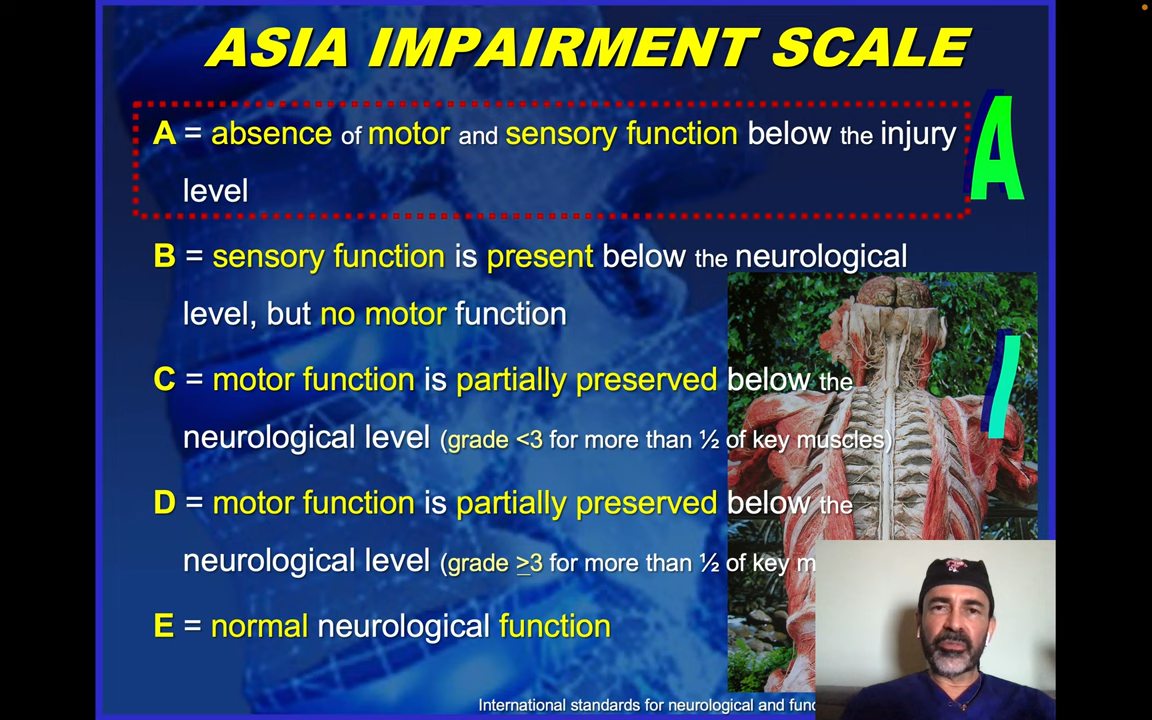 ASIA IMPAIRMENT SCALE
A = absence of motor and sensory function below the injury
level
A
B = sensory function is present below the neurological
level, but no motor function
C = motor function is partially preserved below the
neurological level (grade <3 for more than ½ of key muscles)
D = motor function is partially preserved below the
neurological level (grade ≥3 for more than ½ of key m
E = normal neurological function
International standards for neurological and func